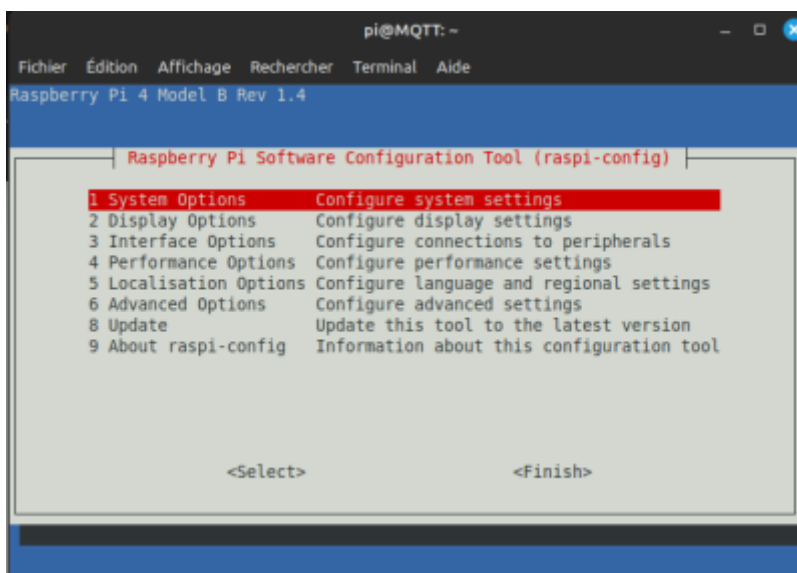 pi@MQTT: ~
Fichier Édition Affichage Rechercher Terminal Aide
Raspberry Pi 4 Model B Rev 1.4
Raspberry Pi Software Configuration Tool (raspi-config)
1 System Options Configure system settings
2 Display Options Configure display settings
3 Interface Options Configure connections to peripherals
4 Performance Options Configure performance settings
5 Localisation Options Configure language and regional settings
6 Advanced Options Configure advanced settings
8 Update Update this tool to the latest version
9 About raspi-config Information about this configuration tool
<Select> <Finish>